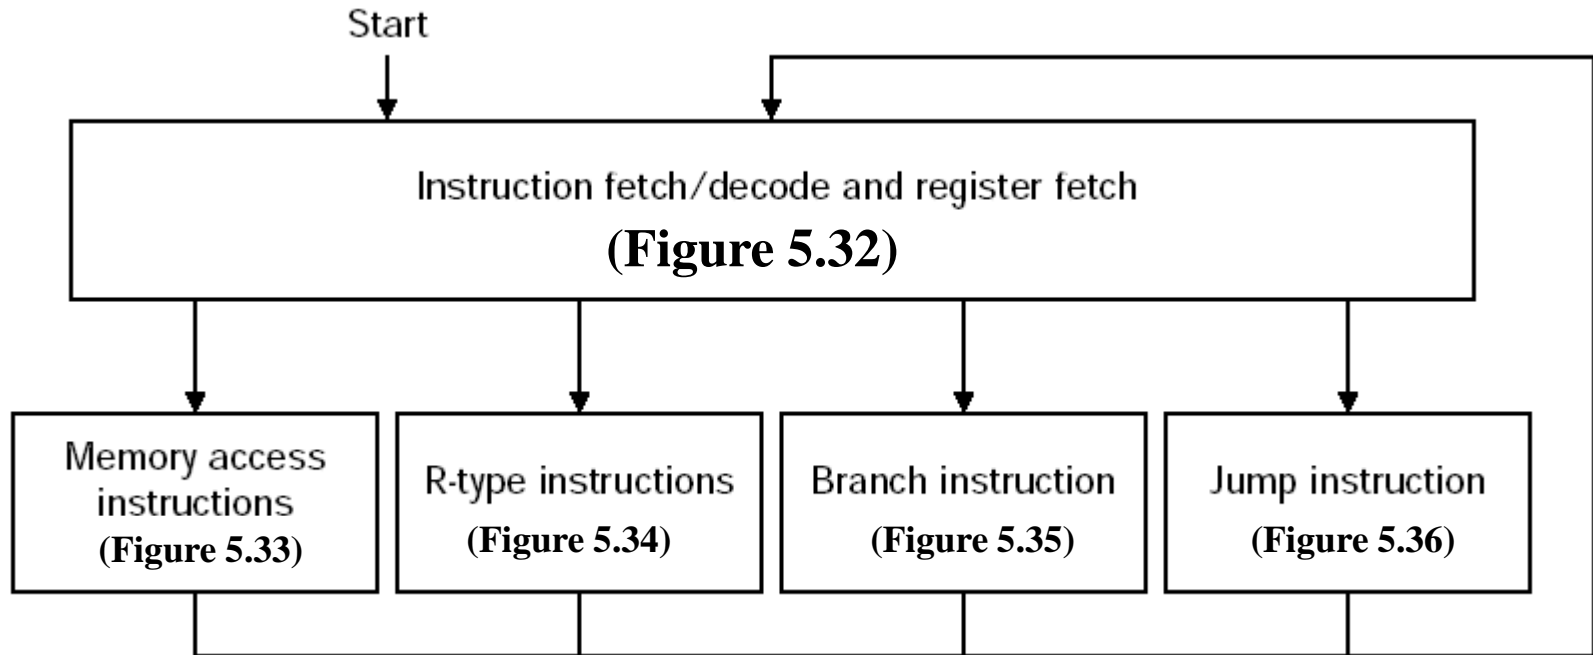 Start
Instruction fetch/decode and register fetch
(Figure 5.32)
Memory access
instructions
(Figure 5.33)
R-type instructions
(Figure 5.34)
Branch instruction
(Figure 5.35)
Jump instruction
(Figure 5.36)